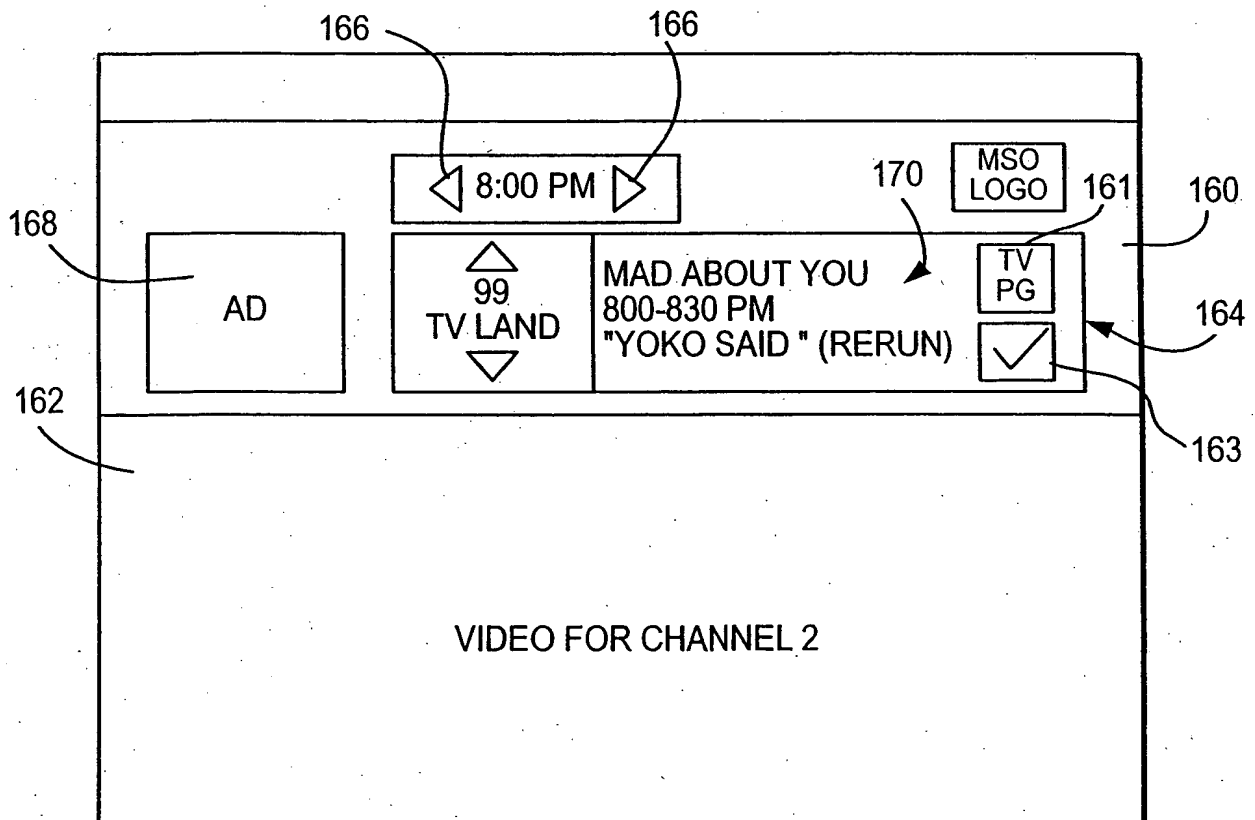 166
166
8:00 PM
MSO
LOGO
170
161
160
168
AD
99
TV LAND
MAD ABOUT YOU
800-830 PM
"YOKO SAID " (RERUN)
TV
PG
164
162
163
VIDEO FOR CHANNEL 2